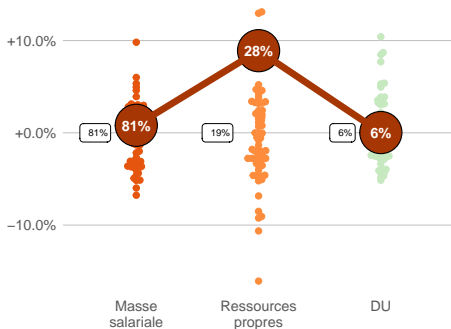 +10.0%
28%
81%
81%
19%
6%
6%
+0.0%
−10.0%
Masse
salariale
Ressources
propres
DU